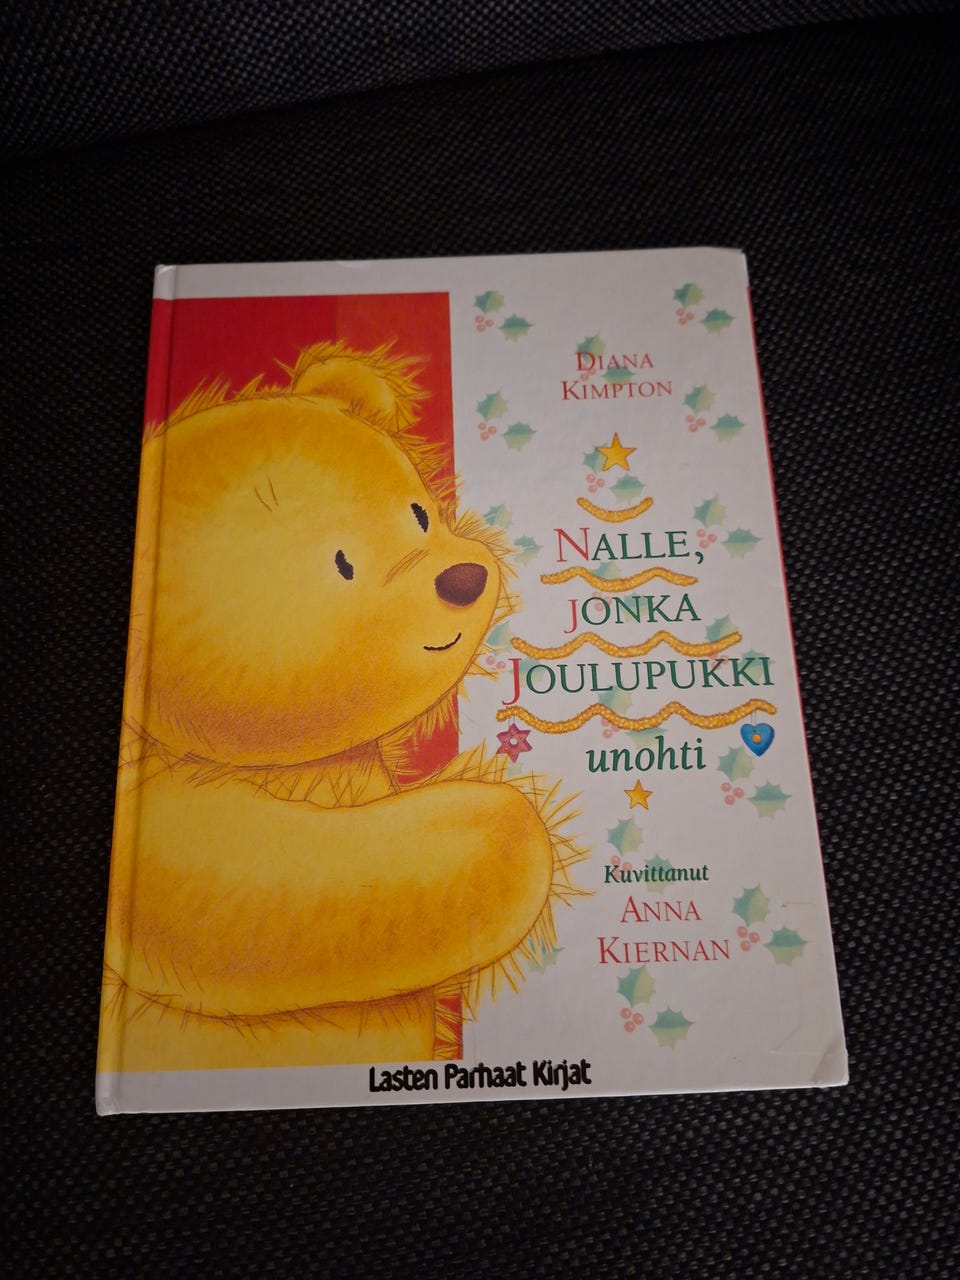 DIANA
KIMPTON
NALLE,
JONKA
JOULUPUKKI
unohti
Kuvittanut
ANNA
KIERNAN
Lasten Parhaat Kirjat